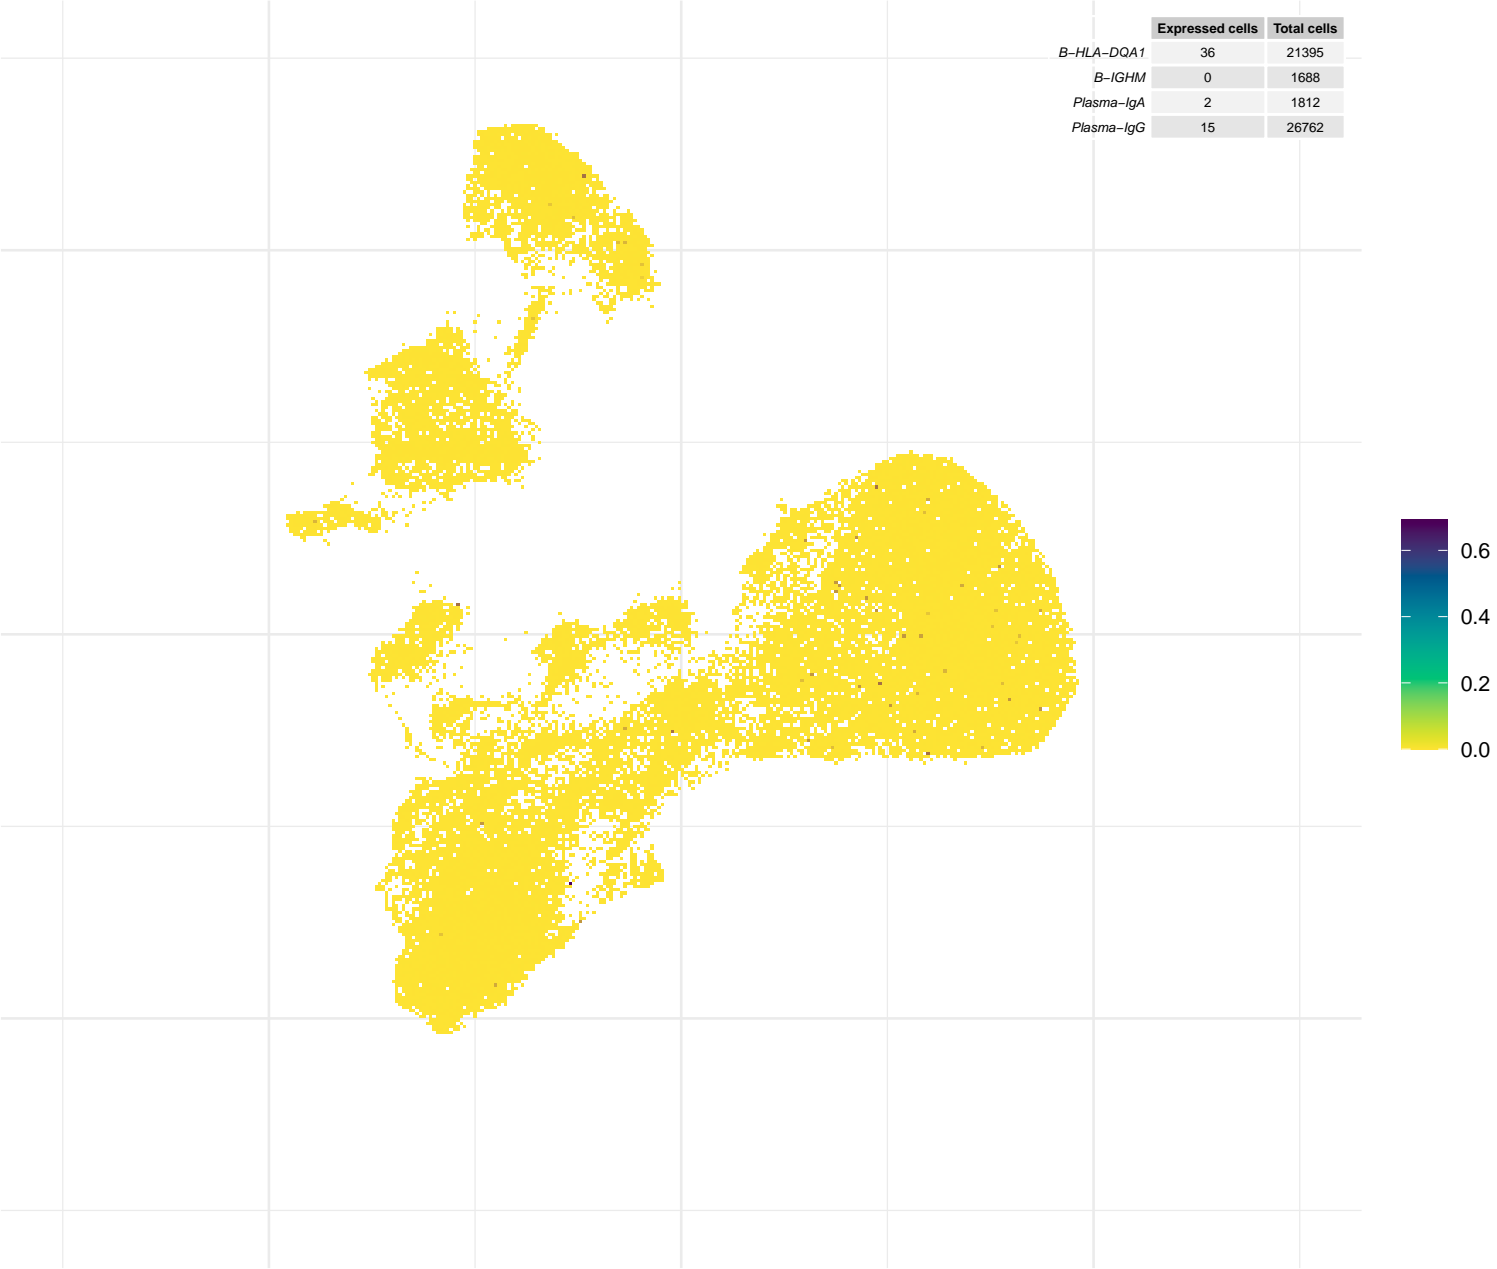 Expressed cells Total cells
B−HLA−DQA1 36 21395
B−IGHM 0 1688
Plasma−IgA 2 1812
Plasma−IgG 15 26762
0.6
0.4
0.2
0.0